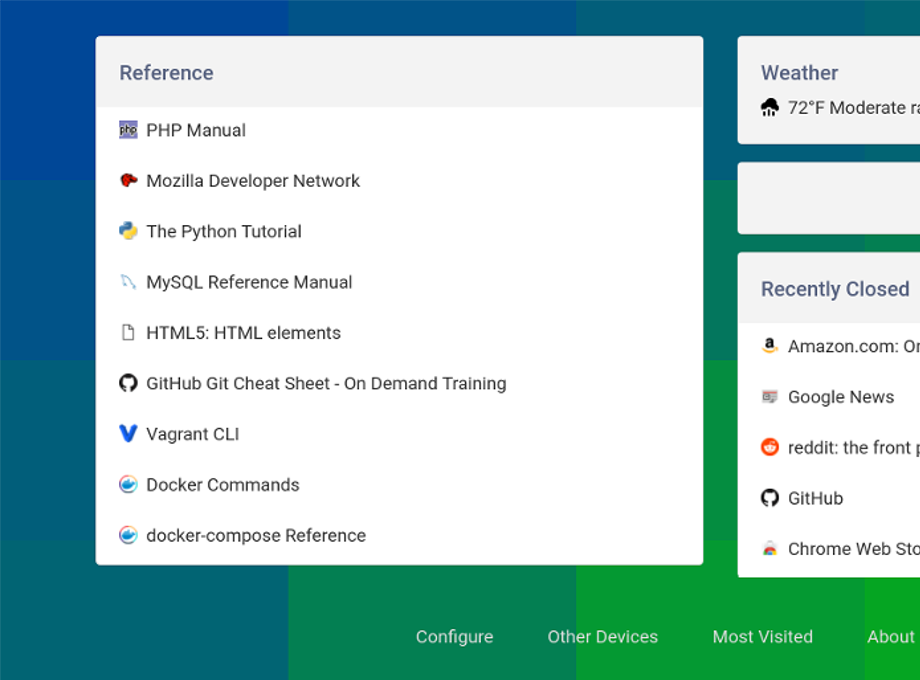 Reference
php PHP Manual
Mozilla Developer Network
The Python Tutorial
MySQL Reference Manual
HTML5: HTML elements
GitHub Git Cheat Sheet - On Demand Training
Vagrant CLI
Docker Commands
docker-compose Reference
Weather
72°F Moderate
Recently Closed
Amazon.com:
Google News
reddit: the front
GitHub
Chrome Web
Configure
Other Devices
Most Visited
About